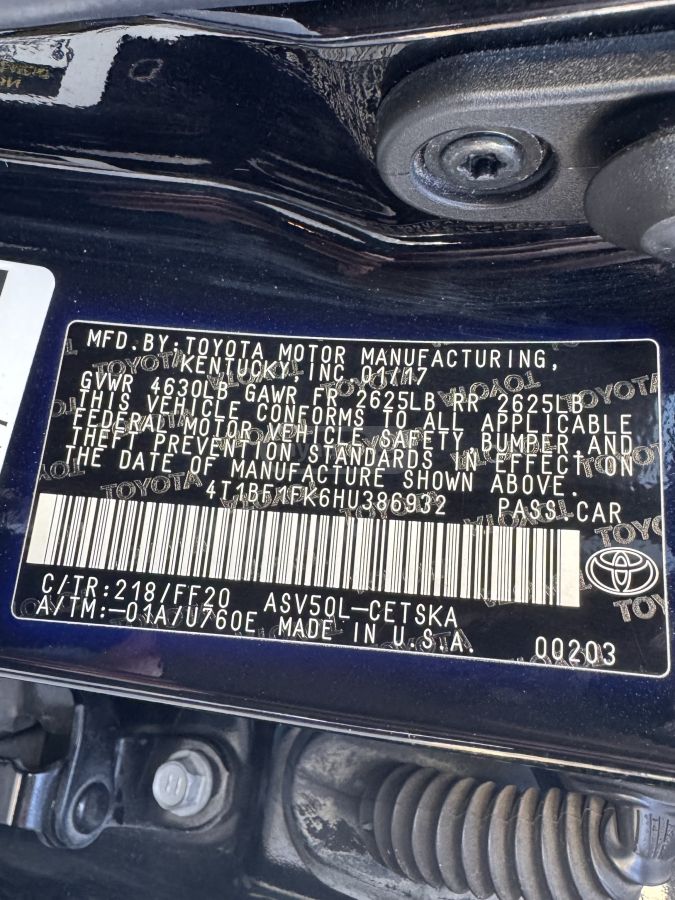 MFD.BY:TOYOTA MOTOR MANUFACTURING,
KENTUCKY,INC.01/17
GVWR 4630LB GAWR FR 2625LB RR 2625LB
THIS VEHICLE CONFORMS TO ALL APPLICABLE
FEDERAL MOTOR VEHICLE SAFETY BUMPER AND
THEFT PREVENTION STANDARDS IN EFFECT ON
THE DATE OF MANUFACTURE SHOWN ABOVE.
4T1BF1FK6HU386932 PASS.CAR
C/TR:218/FF20 ASV50L-CETSKA
A/TM:-01A/U760E MADE IN U.S.A. 00203